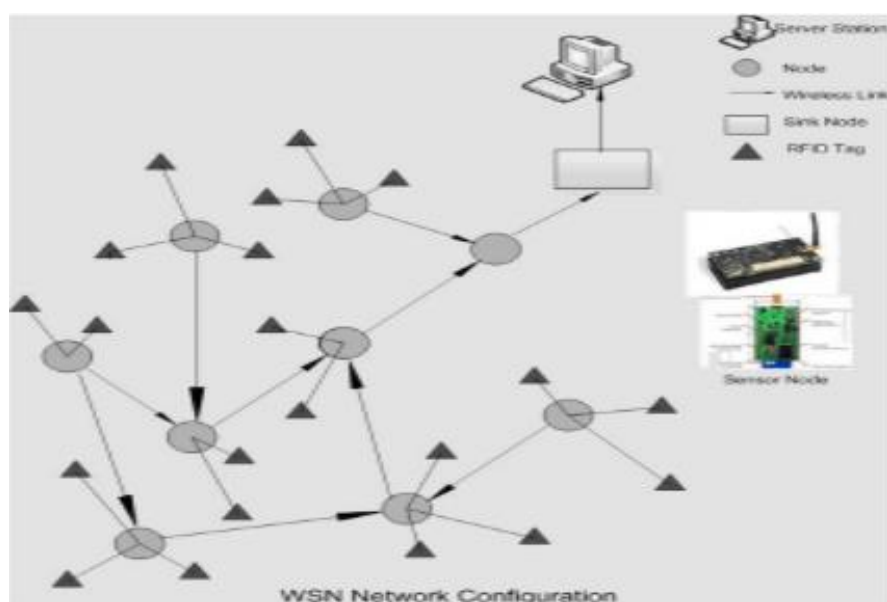 Server Station
Node
Wireless Link
Sink Node
RFID Tag
Sensor Node
WSN Network Configuration